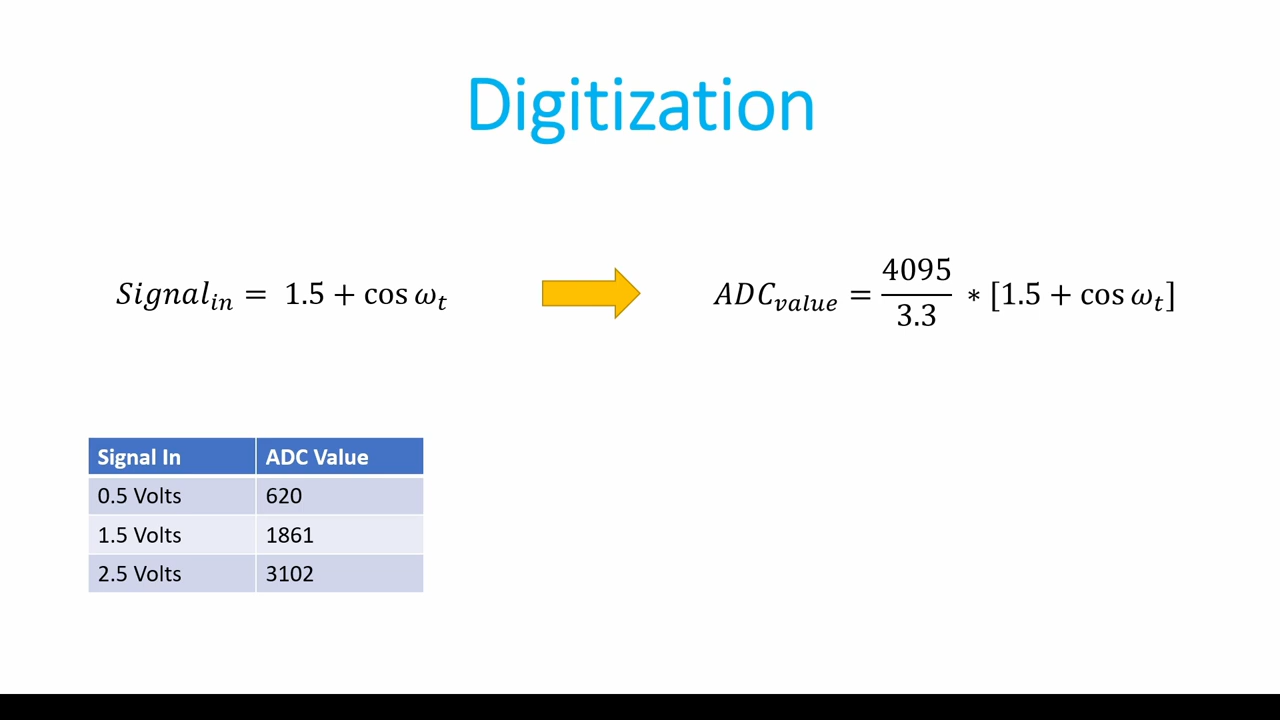 Digitization
Signal_in = 1.5 + cos ω_t
ADC_value = 4095/3.3 * [1.5 + cos ω_t]
Signal In ADC Value
0.5 Volts 620
1.5 Volts 1861
2.5 Volts 3102